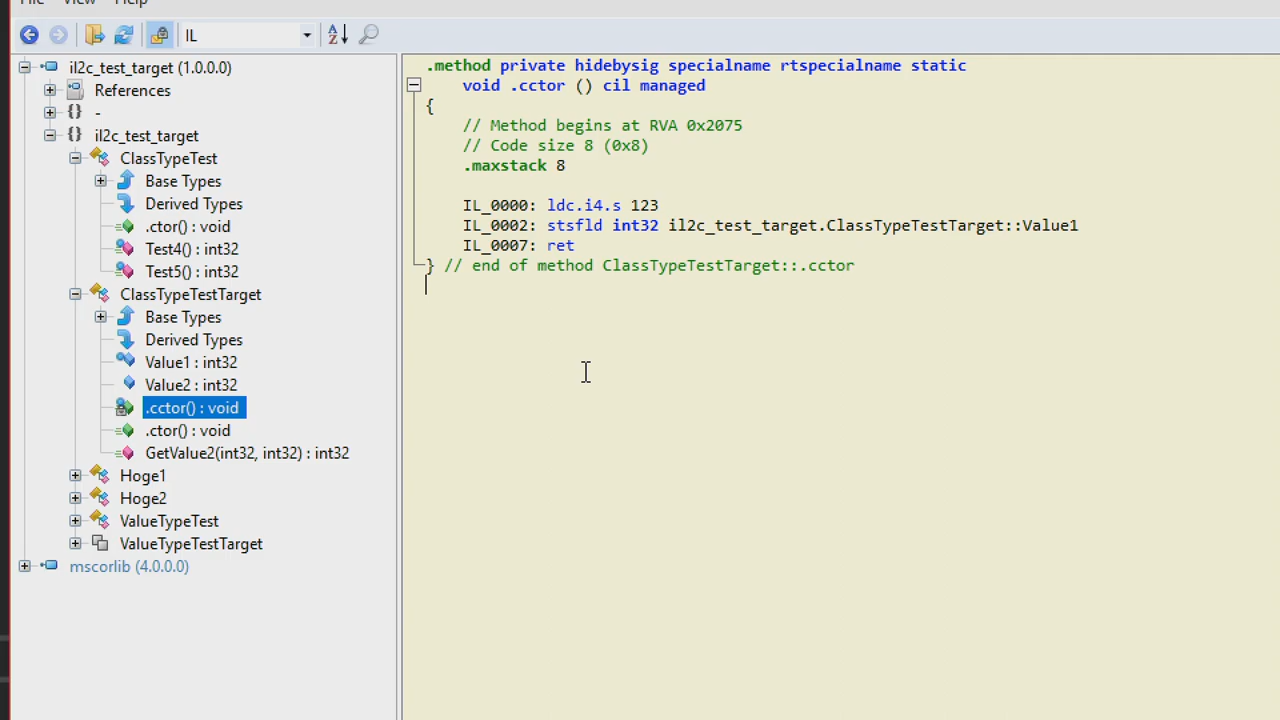 File View Help
IL
il2c_test_target (1.0.0.0)
References
{} -
{} il2c_test_target
ClassTypeTest
Base Types
Derived Types
.ctor() : void
Test4() : int32
Test5() : int32
ClassTypeTestTarget
Base Types
Derived Types
Value1 : int32
Value2 : int32
.cctor() : void
.ctor() : void
GetValue2(int32, int32) : int32
Hoge1
Hoge2
ValueTypeTest
ValueTypeTestTarget
mscorlib (4.0.0.0)
.method private hidebysig specialname rtspecialname static
void .cctor () cil managed
{
// Method begins at RVA 0x2075
// Code size 8 (0x8)
.maxstack 8
IL_0000: ldc.i4.s 123
IL_0002: stsfld int32 il2c_test_target.ClassTypeTestTarget::Value1
IL_0007: ret
} // end of method ClassTypeTestTarget::.cctor